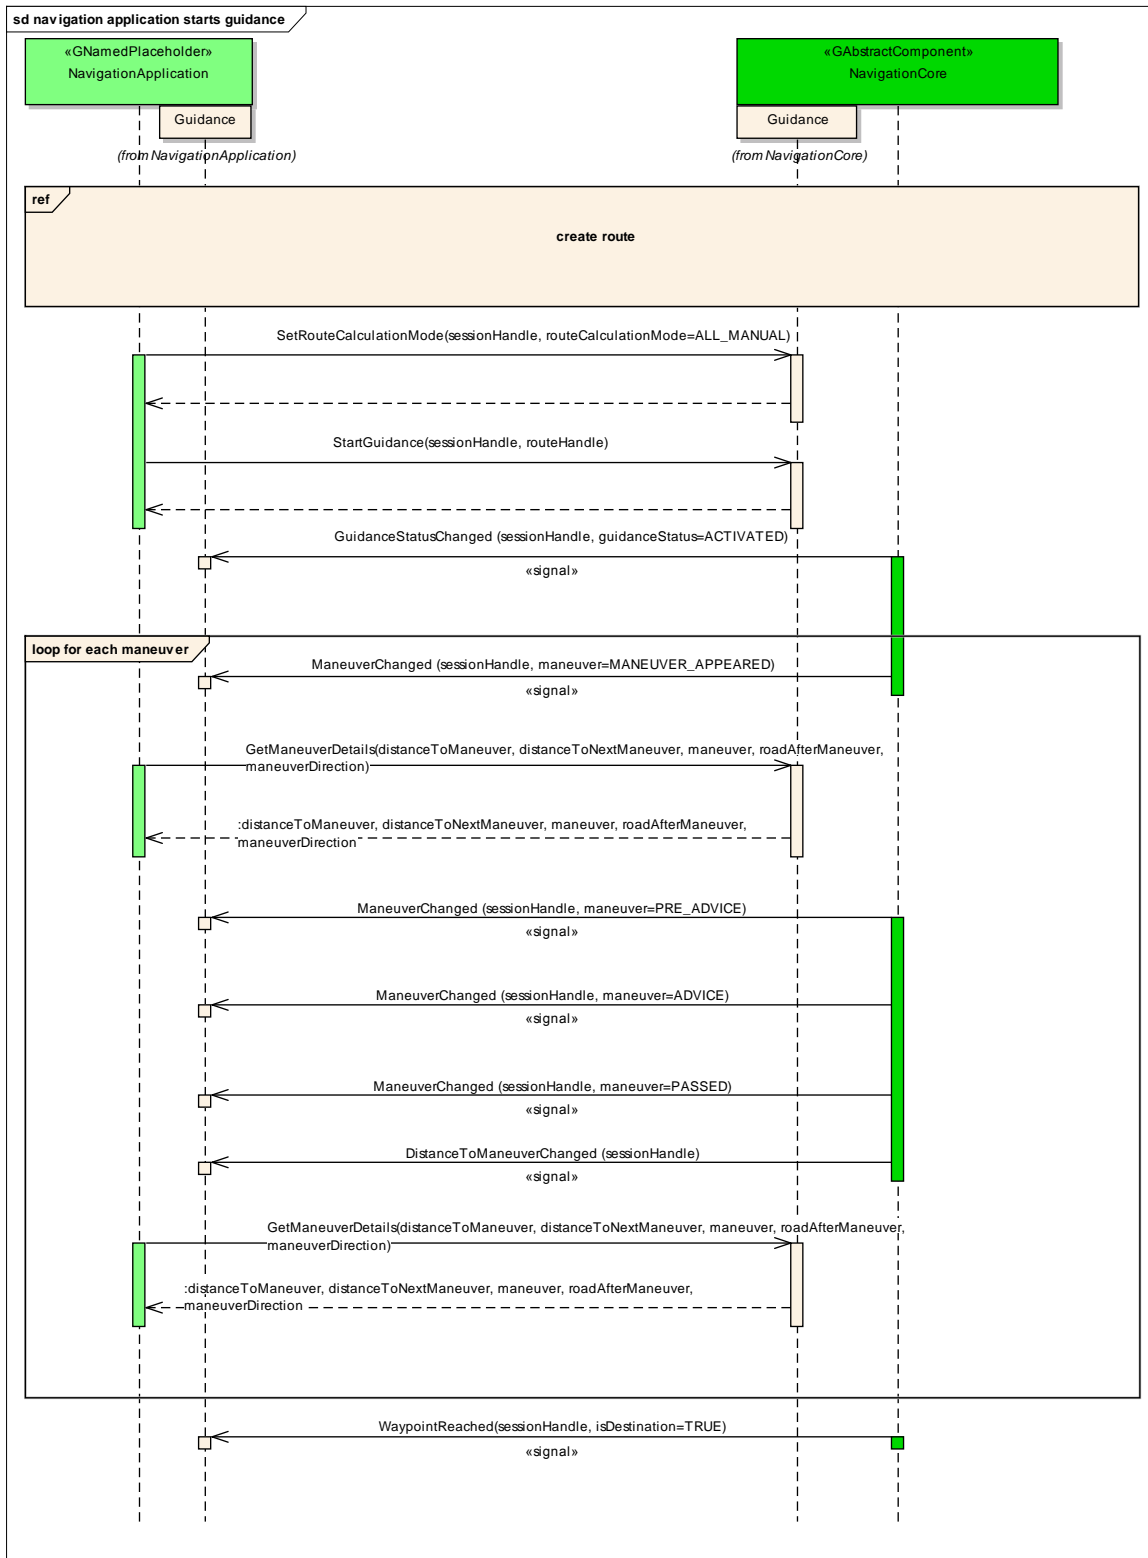 sd navigation application starts guidance
«GNamedPlaceholder»
NavigationApplication
«GAbstractComponent»
NavigationCore
Guidance
Guidance
(from NavigationApplication)
(from NavigationCore)
ref
create route
SetRouteCalculationMode(sessionHandle, routeCalculationMode=ALL_MANUAL)
StartGuidance(sessionHandle, routeHandle)
GuidanceStatusChanged (sessionHandle, guidanceStatus=ACTIVATED)
«signal»
loop for each maneuver
ManeuverChanged (sessionHandle, maneuver=MANEUVER_APPEARED)
«signal»
GetManeuverDetails(distanceToManeuver, distanceToNextManeuver, maneuver, roadAfterManeuver,
maneuverDirection)
:distanceToManeuver, distanceToNextManeuver, maneuver, roadAfterManeuver,
maneuverDirection
ManeuverChanged (sessionHandle, maneuver=PRE_ADVICE)
«signal»
ManeuverChanged (sessionHandle, maneuver=ADVICE)
«signal»
ManeuverChanged (sessionHandle, maneuver=PASSED)
«signal»
DistanceToManeuverChanged (sessionHandle)
«signal»
GetManeuverDetails(distanceToManeuver, distanceToNextManeuver, maneuver, roadAfterManeuver,
maneuverDirection)
:distanceToManeuver, distanceToNextManeuver, maneuver, roadAfterManeuver,
maneuverDirection
WaypointReached(sessionHandle, isDestination=TRUE)
«signal»